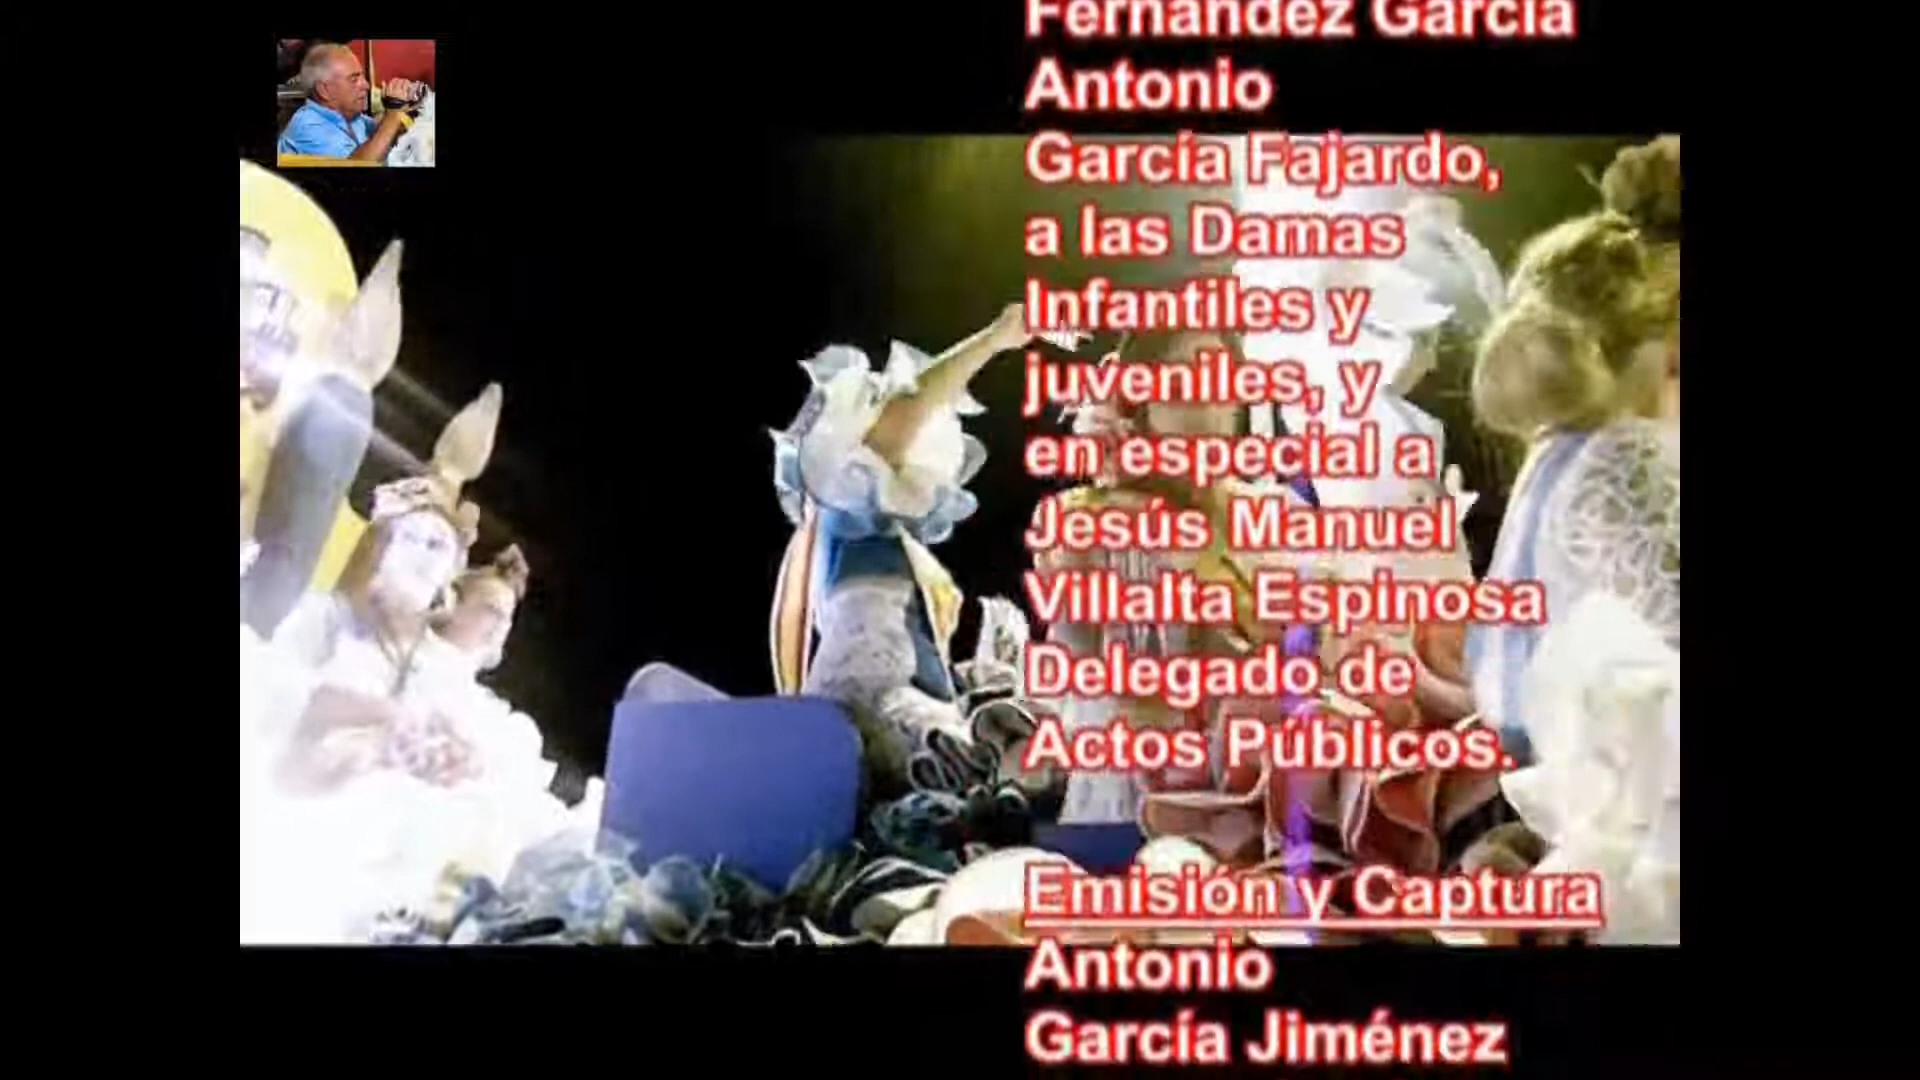 Fernández García
Antonio
García Fajardo,
a las Damas
Infantiles y
juveniles, y
en especial a
Jesús Manuel
Villalta Espinosa
Delegado de
Actos Públicos.
Emisión y Captura
Antonio
García Jiménez